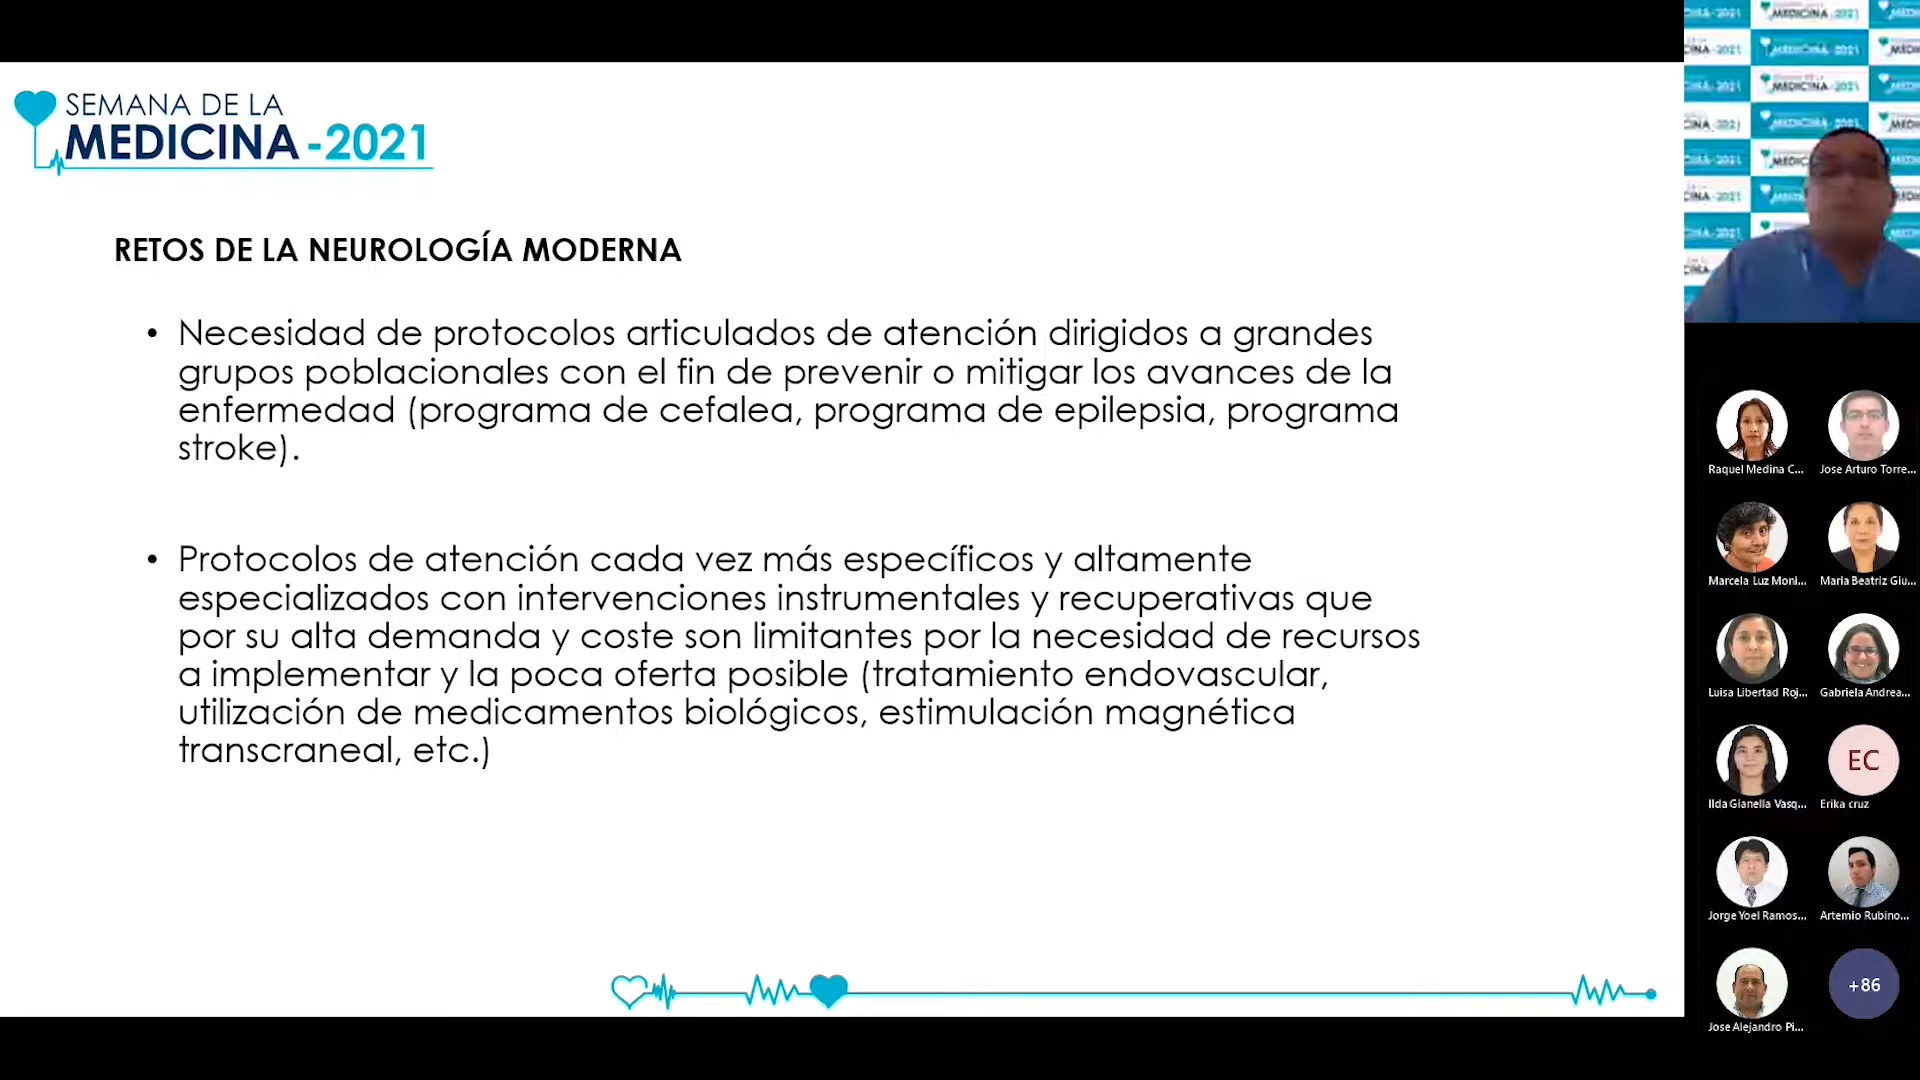 SEMANA DE LA
MEDICINA-2021
RETOS DE LA NEUROLOGÍA MODERNA
• Necesidad de protocolos articulados de atención dirigidos a grandes
grupos poblacionales con el fin de prevenir o mitigar los avances de la
enfermedad (programa de cefalea, programa de epilepsia, programa
stroke).
• Protocolos de atención cada vez más específicos y altamente
especializados con intervenciones instrumentales y recuperativas que
por su alta demanda y coste son limitantes por la necesidad de recursos
a implementar y la poca oferta posible (tratamiento endovascular,
utilización de medicamentos biológicos, estimulación magnética
transcraneal, etc.)
MEDICINA-2021
Raquel Medina C...
Jose Arturo Torre...
Marcela Luz Moni...
Maria Beatriz Giu...
Luisa Libertad Roj...
Gabriela Andrea...
Ilda Gianella Vasq...
EC
Erika cruz
Jorge Yoel Ramos...
Artemio Rubino...
Jose Alejandro Pi...
+86